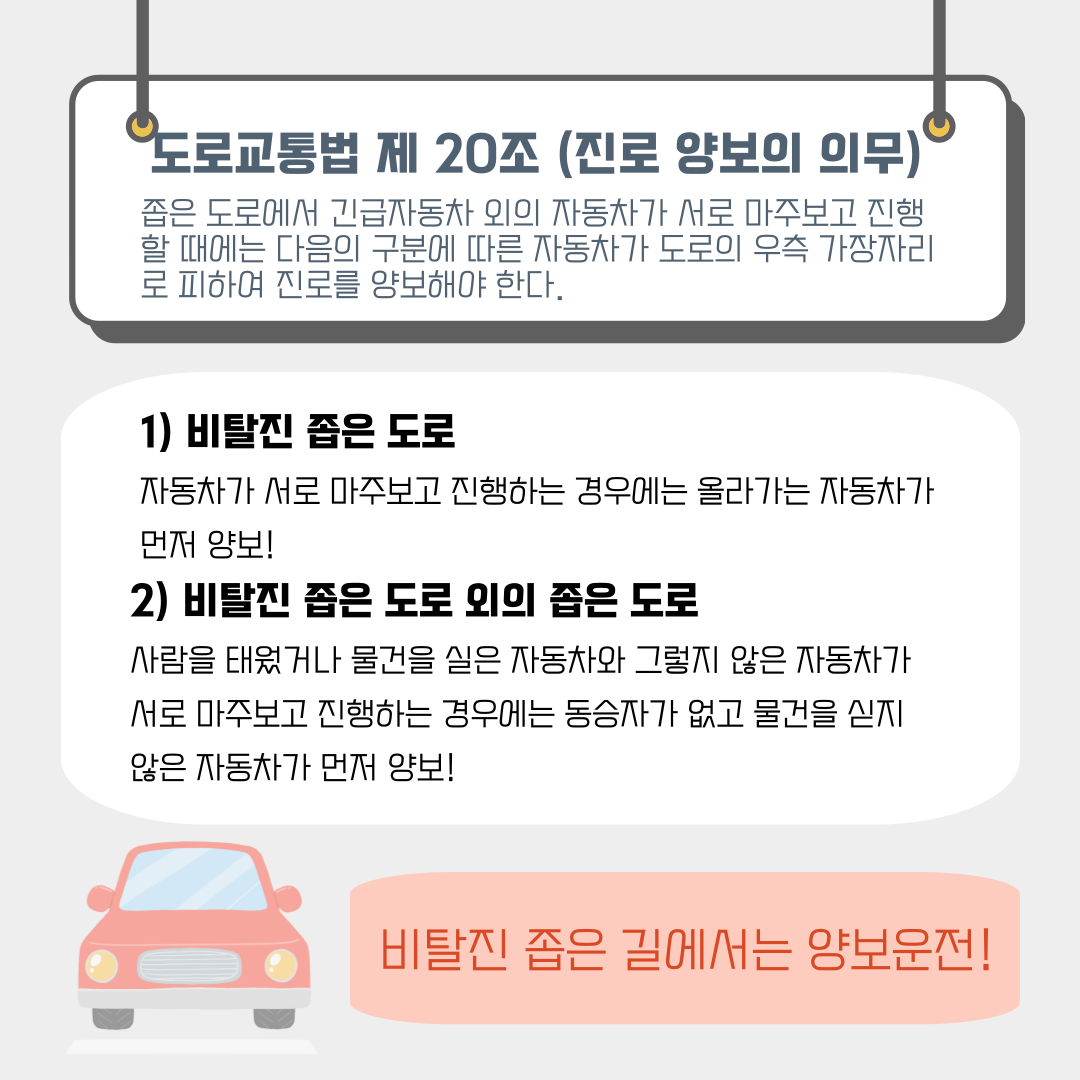 도로교통법 제 20조 (진로 양보의 의무)
좁은 도로에서 긴급자동차 외의 자동차가 서로 마주보고 진행
할 때에는 다음의 구분에 따른 자동차가 도로의 우측 가장자리
로 피하여 진로를 양보해야 한다.
1) 비탈진 좁은 도로
자동차가 서로 마주보고 진행하는 경우에는 올라가는 자동차가
먼저 양보!
2) 비탈진 좁은 도로 외의 좁은 도로
사람을 태웠거나 물건을 실은 자동차와 그렇지 않은 자동차가
서로 마주보고 진행하는 경우에는 동승자가 없고 물건을 싣지
않은 자동차가 먼저 양보!
비탈진 좁은 길에서는 양보운전!